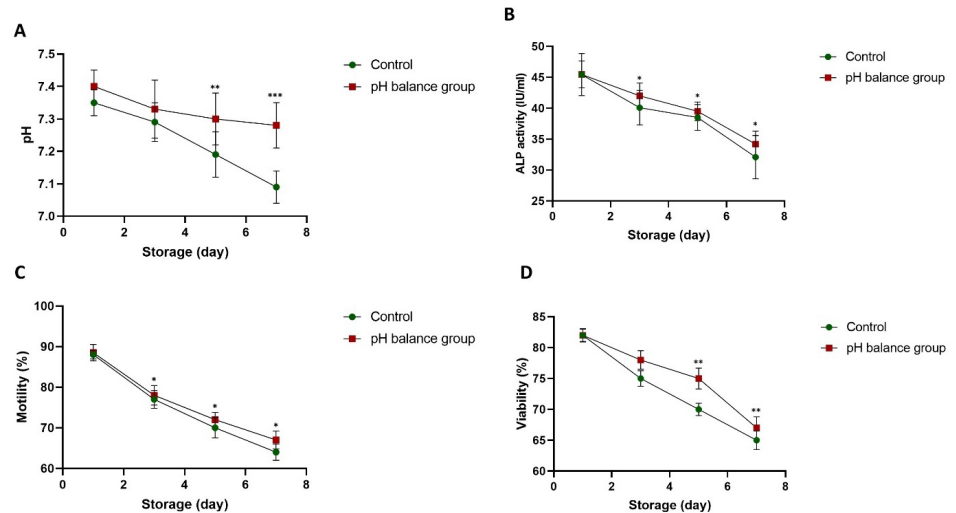 A
7.5
7.4
7.3
7.2
7.1
7.0
pH
0 2 4 6 8
Storage (day)
** ***
Control
pH balance group
B
50
45
40
35
30
25
ALP activity (IU/ml)
0 2 4 6 8
Storage (day)
* * *
Control
pH balance group
C
100
90
80
70
60
Motility (%)
0 2 4 6 8
Storage (day)
* * *
Control
pH balance group
D
85
80
75
70
65
60
Viability (%)
0 2 4 6 8
Storage (day)
** **
Control
pH balance group